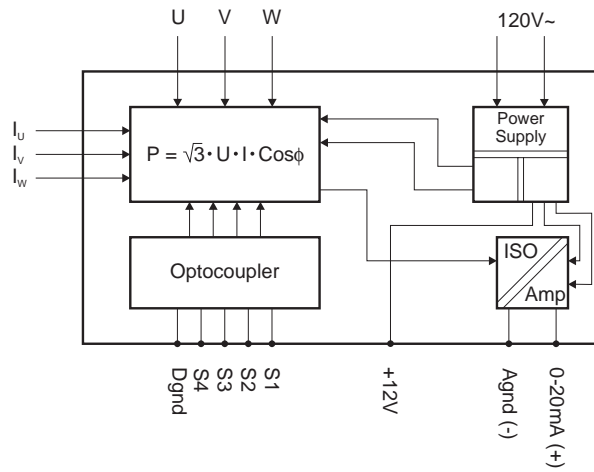 U V W 120V~
I_U
I_V
I_W
P = √3·U·I·Cosϕ
Power
Supply
Optocoupler
ISO
Amp
Dgnd
S4
S3
S2
S1
+12V
Agnd (-)
0-20mA (+)